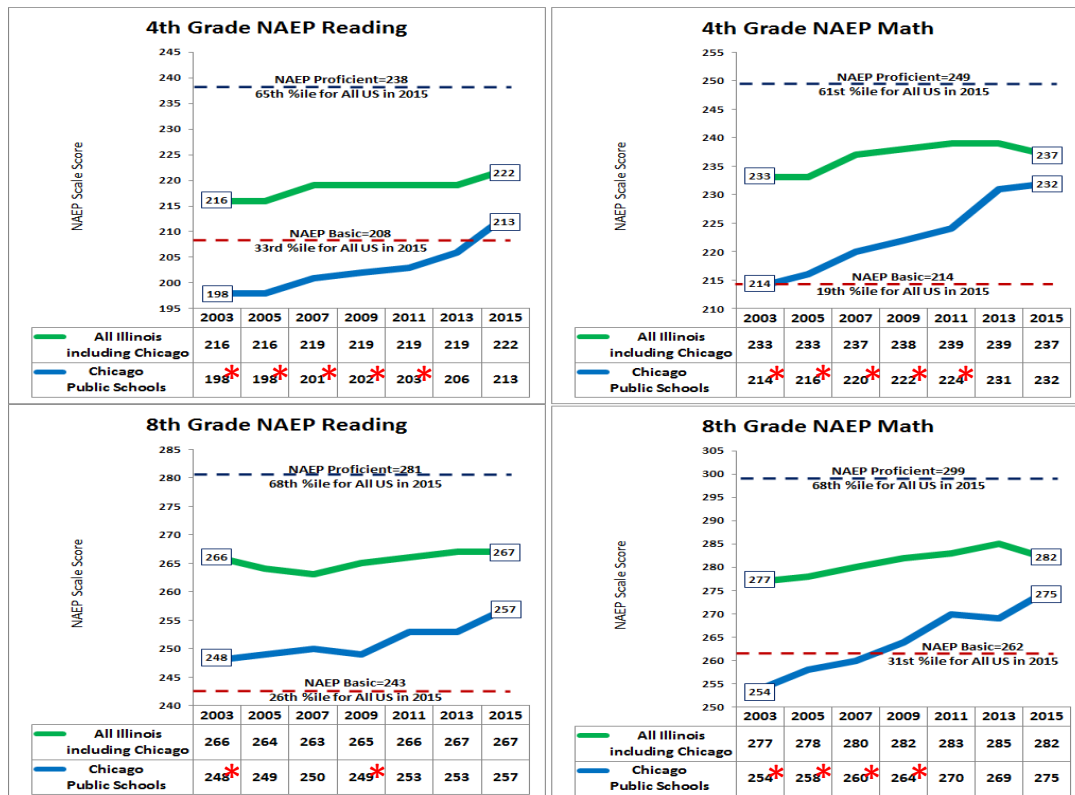 4th Grade NAEP Reading
245
240
235
230
225
220
215
210
205
200
195
NAEP Scale Score
NAEP Proficient=238
65th %ile for All US in 2015
216
222
NAEP Basic=208
33rd %ile for All US in 2015
198
213
2003 2005 2007 2009 2011 2013 2015
All Illinois including Chicago 216 216 219 219 219 219 222
Chicago Public Schools 198* 198* 201* 202* 203* 206 213
4th Grade NAEP Math
255
250
245
240
235
230
225
220
215
210
NAEP Scale Score
NAEP Proficient=249
61st %ile for All US in 2015
233
237
232
214
NAEP Basic=214
19th %ile for All US in 2015
2003 2005 2007 2009 2011 2013 2015
All Illinois including Chicago 233 233 237 238 239 239 237
Chicago Public Schools 214* 216* 220* 222* 224* 231 232
8th Grade NAEP Reading
285
280
275
270
265
260
255
250
245
240
NAEP Scale Score
NAEP Proficient=281
68th %ile for All US in 2015
266
267
248
257
NAEP Basic=243
26th %ile for All US in 2015
2003 2005 2007 2009 2011 2013 2015
All Illinois including Chicago 266 264 263 265 266 267 267
Chicago Public Schools 248* 249 250 249* 253 253 257
8th Grade NAEP Math
305
300
295
290
285
280
275
270
265
260
255
250
NAEP Scale Score
NAEP Proficient=299
68th %ile for All US in 2015
277
282
275
NAEP Basic=262
31st %ile for All US in 2015
254
2003 2005 2007 2009 2011 2013 2015
All Illinois including Chicago 277 278 280 282 283 285 282
Chicago Public Schools 254* 258* 260* 264* 270 269 275